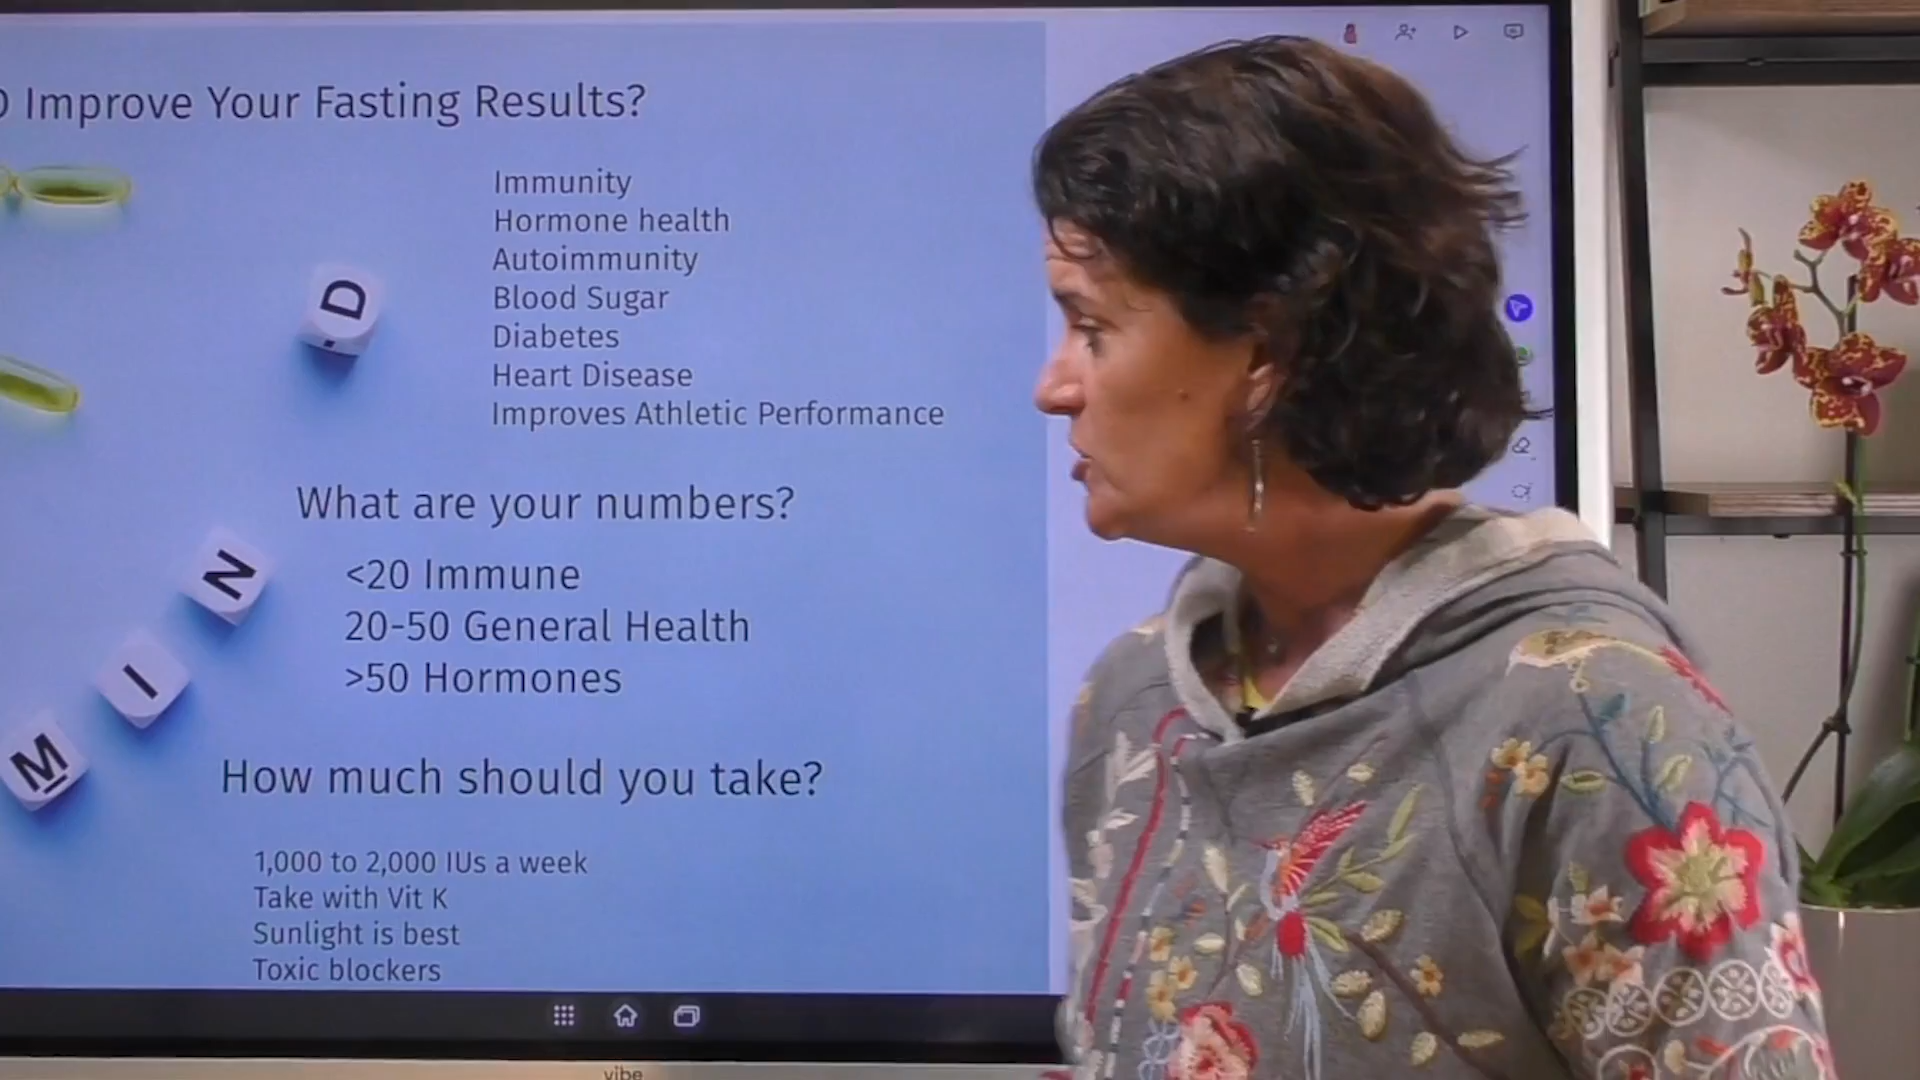 D Improve Your Fasting Results?
Immunity
Hormone health
Autoimmunity
Blood Sugar
Diabetes
Heart Disease
Improves Athletic Performance
D
N
I
M
What are your numbers?
<20 Immune
20-50 General Health
>50 Hormones
How much should you take?
1,000 to 2,000 IUs a week
Take with Vit K
Sunlight is best
Toxic blockers
vibe